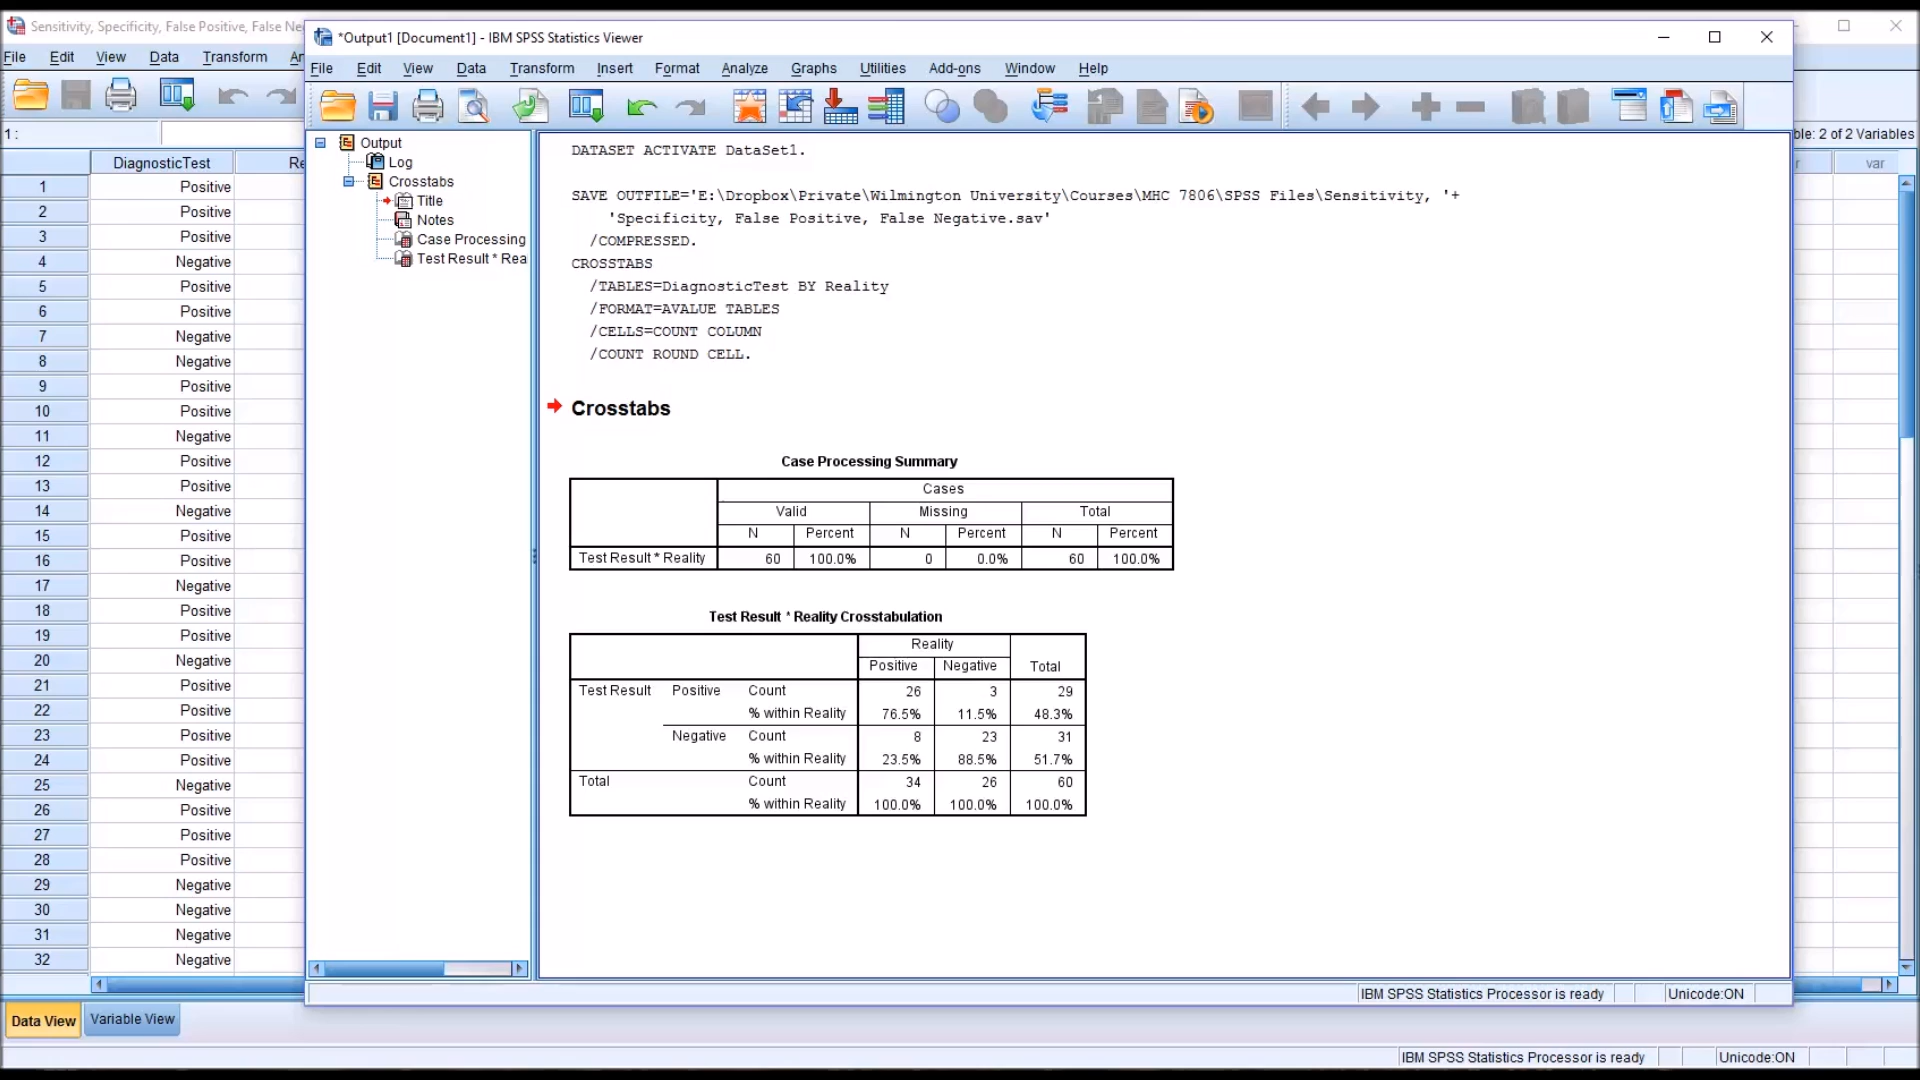 Sensitivity, Specificity, False Positive, False Ne
File Edit View Data Transform An
1 :
DiagnosticTest Re
1 Positive
2 Positive
3 Positive
4 Negative
5 Positive
6 Positive
7 Negative
8 Negative
9 Positive
10 Positive
11 Negative
12 Positive
13 Positive
14 Negative
15 Positive
16 Positive
17 Negative
18 Positive
19 Positive
20 Negative
21 Positive
22 Positive
23 Positive
24 Positive
25 Negative
26 Positive
27 Positive
28 Positive
29 Negative
30 Negative
31 Negative
32 Negative
Data View Variable View
*Output1 [Document1] - IBM SPSS Statistics Viewer
File Edit View Data Transform Insert Format Analyze Graphs Utilities Add-ons Window Help
Output
Log
Crosstabs
Title
Notes
Case Processing
Test Result * Rea
DATASET ACTIVATE DataSet1.
SAVE OUTFILE='E:\Dropbox\Private\Wilmington University\Courses\MHC 7806\SPSS Files\Sensitivity, '+
'Specificity, False Positive, False Negative.sav'
/COMPRESSED.
CROSSTABS
/TABLES=DiagnosticTest BY Reality
/FORMAT=AVALUE TABLES
/CELLS=COUNT COLUMN
/COUNT ROUND CELL.
Crosstabs
Case Processing Summary
Cases
Valid Missing Total
N Percent N Percent N Percent
Test Result * Reality 60 100.0% 0 0.0% 60 100.0%
Test Result * Reality Crosstabulation
Reality
Positive Negative Total
Test Result Positive Count 26 3 29
% within Reality 76.5% 11.5% 48.3%
Negative Count 8 23 31
% within Reality 23.5% 88.5% 51.7%
Total Count 34 26 60
% within Reality 100.0% 100.0% 100.0%
IBM SPSS Statistics Processor is ready Unicode:ON
ble: 2 of 2 Variables
r var
IBM SPSS Statistics Processor is ready Unicode:ON